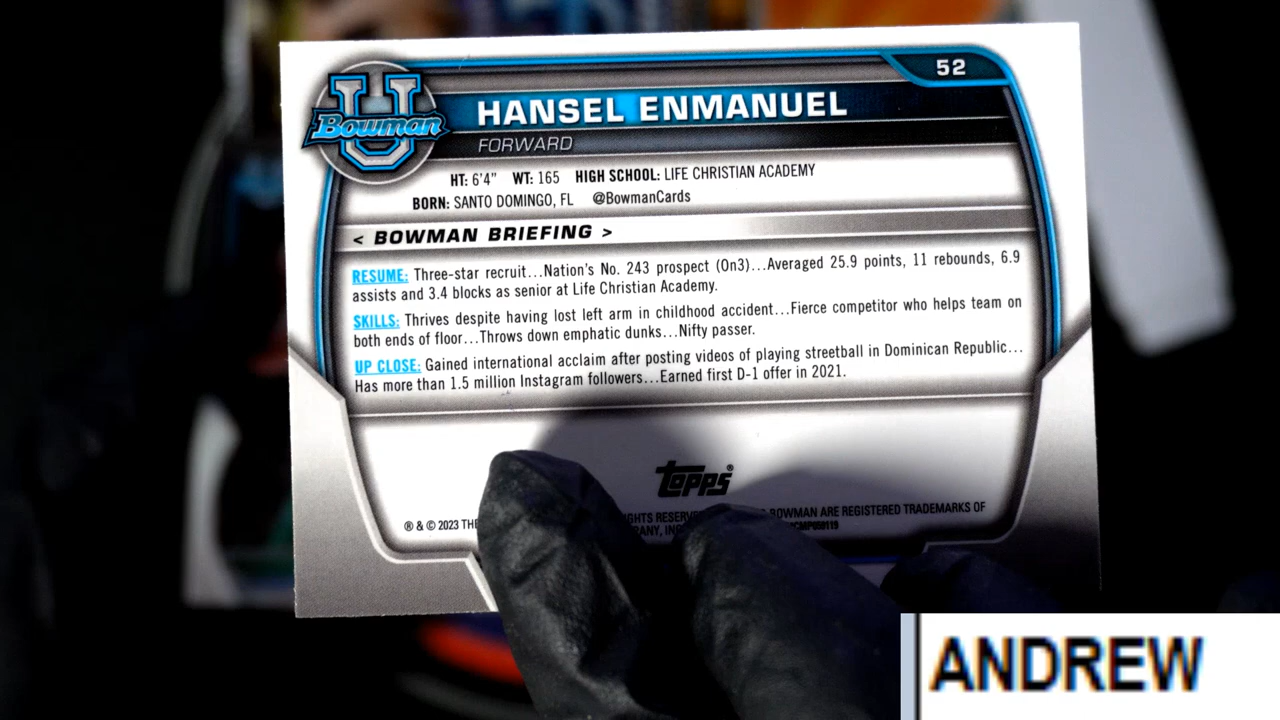 52
U
Bowman
HANSEL ENMANUEL
FORWARD
HT: 6'4" WT: 165 HIGH SCHOOL: LIFE CHRISTIAN ACADEMY
BORN: SANTO DOMINGO, FL @BowmanCards
< BOWMAN BRIEFING >
RESUME: Three-star recruit...Nation's No. 243 prospect (On3)...Averaged 25.9 points, 11 rebounds, 6.9
assists and 3.4 blocks as senior at Life Christian Academy.
SKILLS: Thrives despite having lost left arm in childhood accident...Fierce competitor who helps team on
both ends of floor...Throws down emphatic dunks...Nifty passer.
UP CLOSE: Gained international acclaim after posting videos of playing streetball in Dominican Republic...
Has more than 1.5 million Instagram followers...Earned first D-1 offer in 2021.
Topps®
® & © 2023 THE BOWMAN ARE REGISTERED TRADEMARKS OF
ANDREW